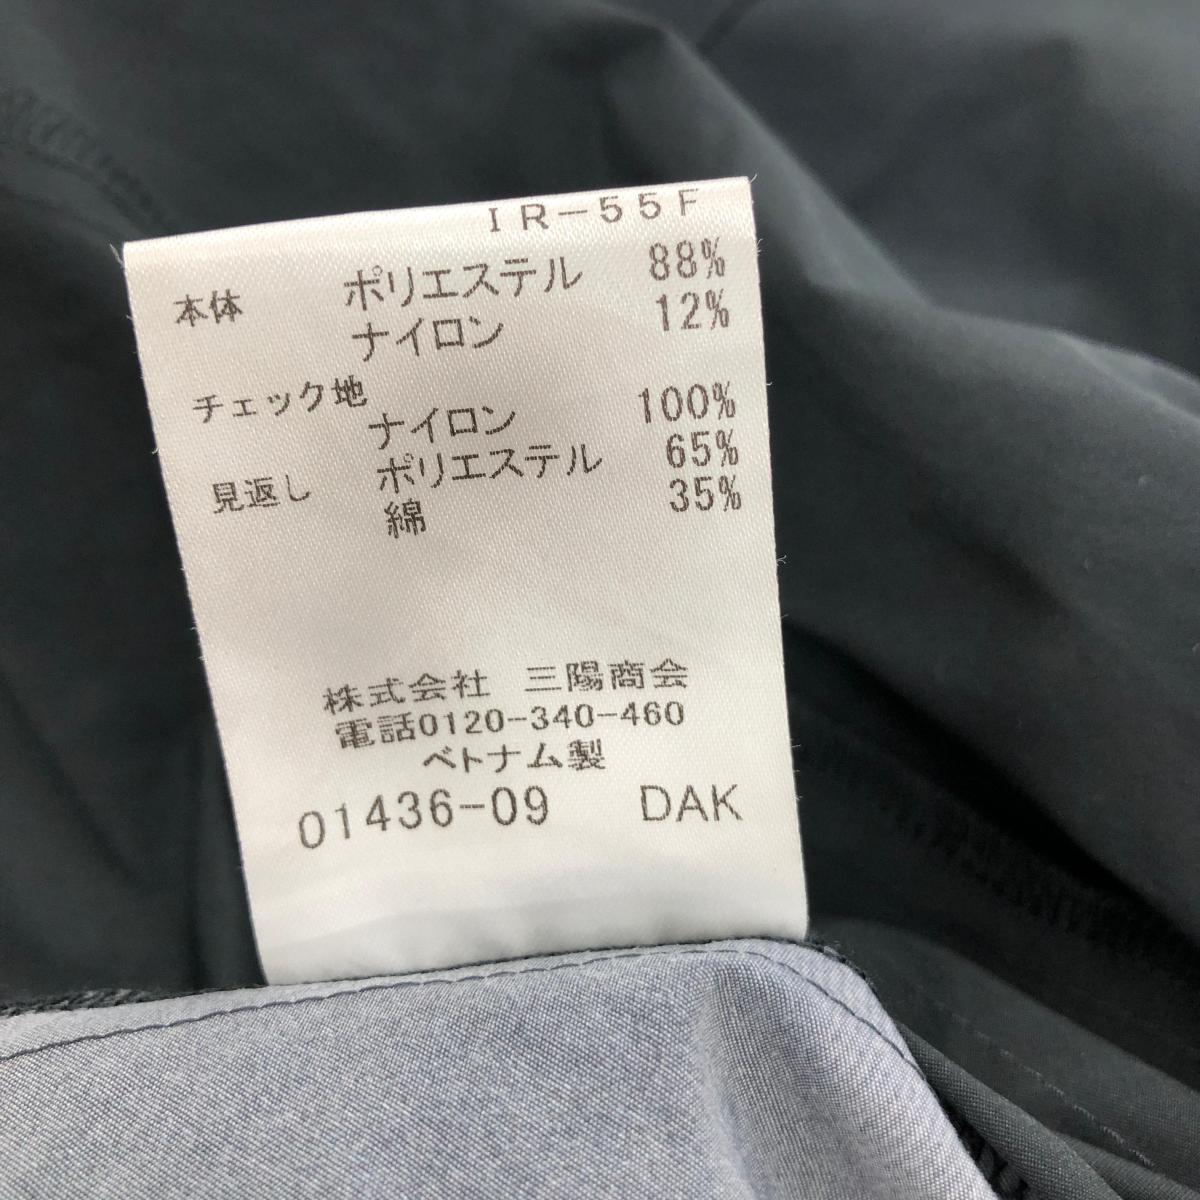 IR-55F
本体 ポリエステル 88%
ナイロン 12%
チェック地
ナイロン 100%
見返し ポリエステル 65%
綿 35%
株式会社 三陽商会
電話0120-340-460
ベトナム製
01436-09 DAK